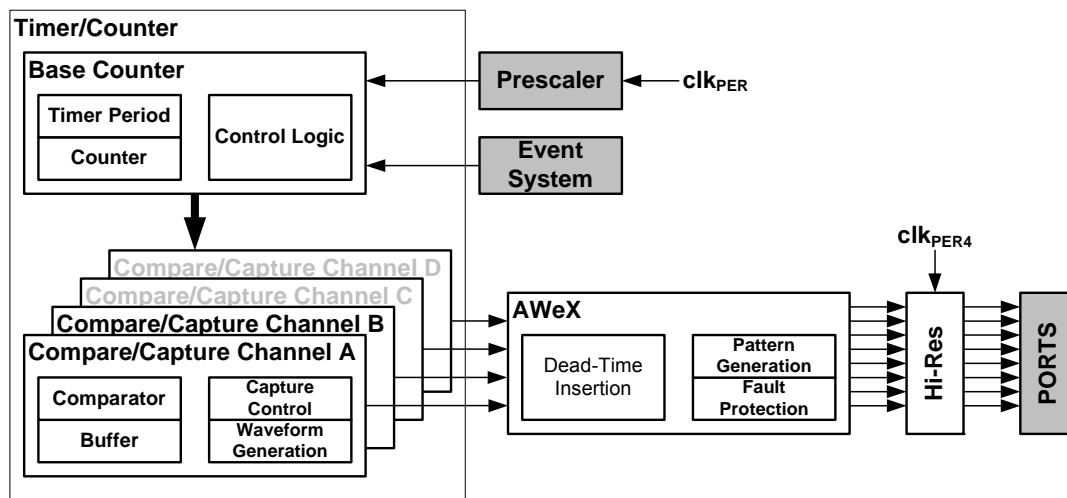 Timer/Counter
Base Counter
Timer Period
Counter
Control Logic
Prescaler
clkPER
Event
System
Compare/Capture Channel D
Compare/Capture Channel C
Compare/Capture Channel B
Compare/Capture Channel A
Comparator
Buffer
Capture
Control
Waveform
Generation
AWeX
Dead-Time
Insertion
Pattern
Generation
Fault
Protection
clkPER4
Hi-Res
PORTS